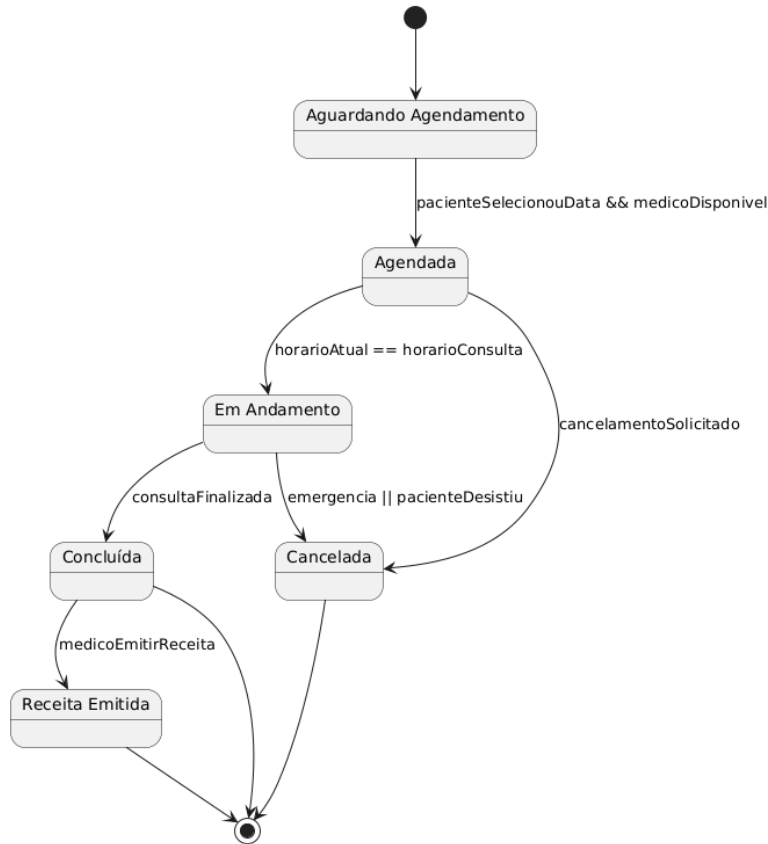 Aguardando Agendamento
pacienteSelecionouData && medicoDisponivel
Agendada
horarioAtual == horarioConsulta
Em Andamento
cancelamentoSolicitado
consultaFinalizada
emergencia || pacienteDesistiu
Concluída
Cancelada
medicoEmitirReceita
Receita Emitida